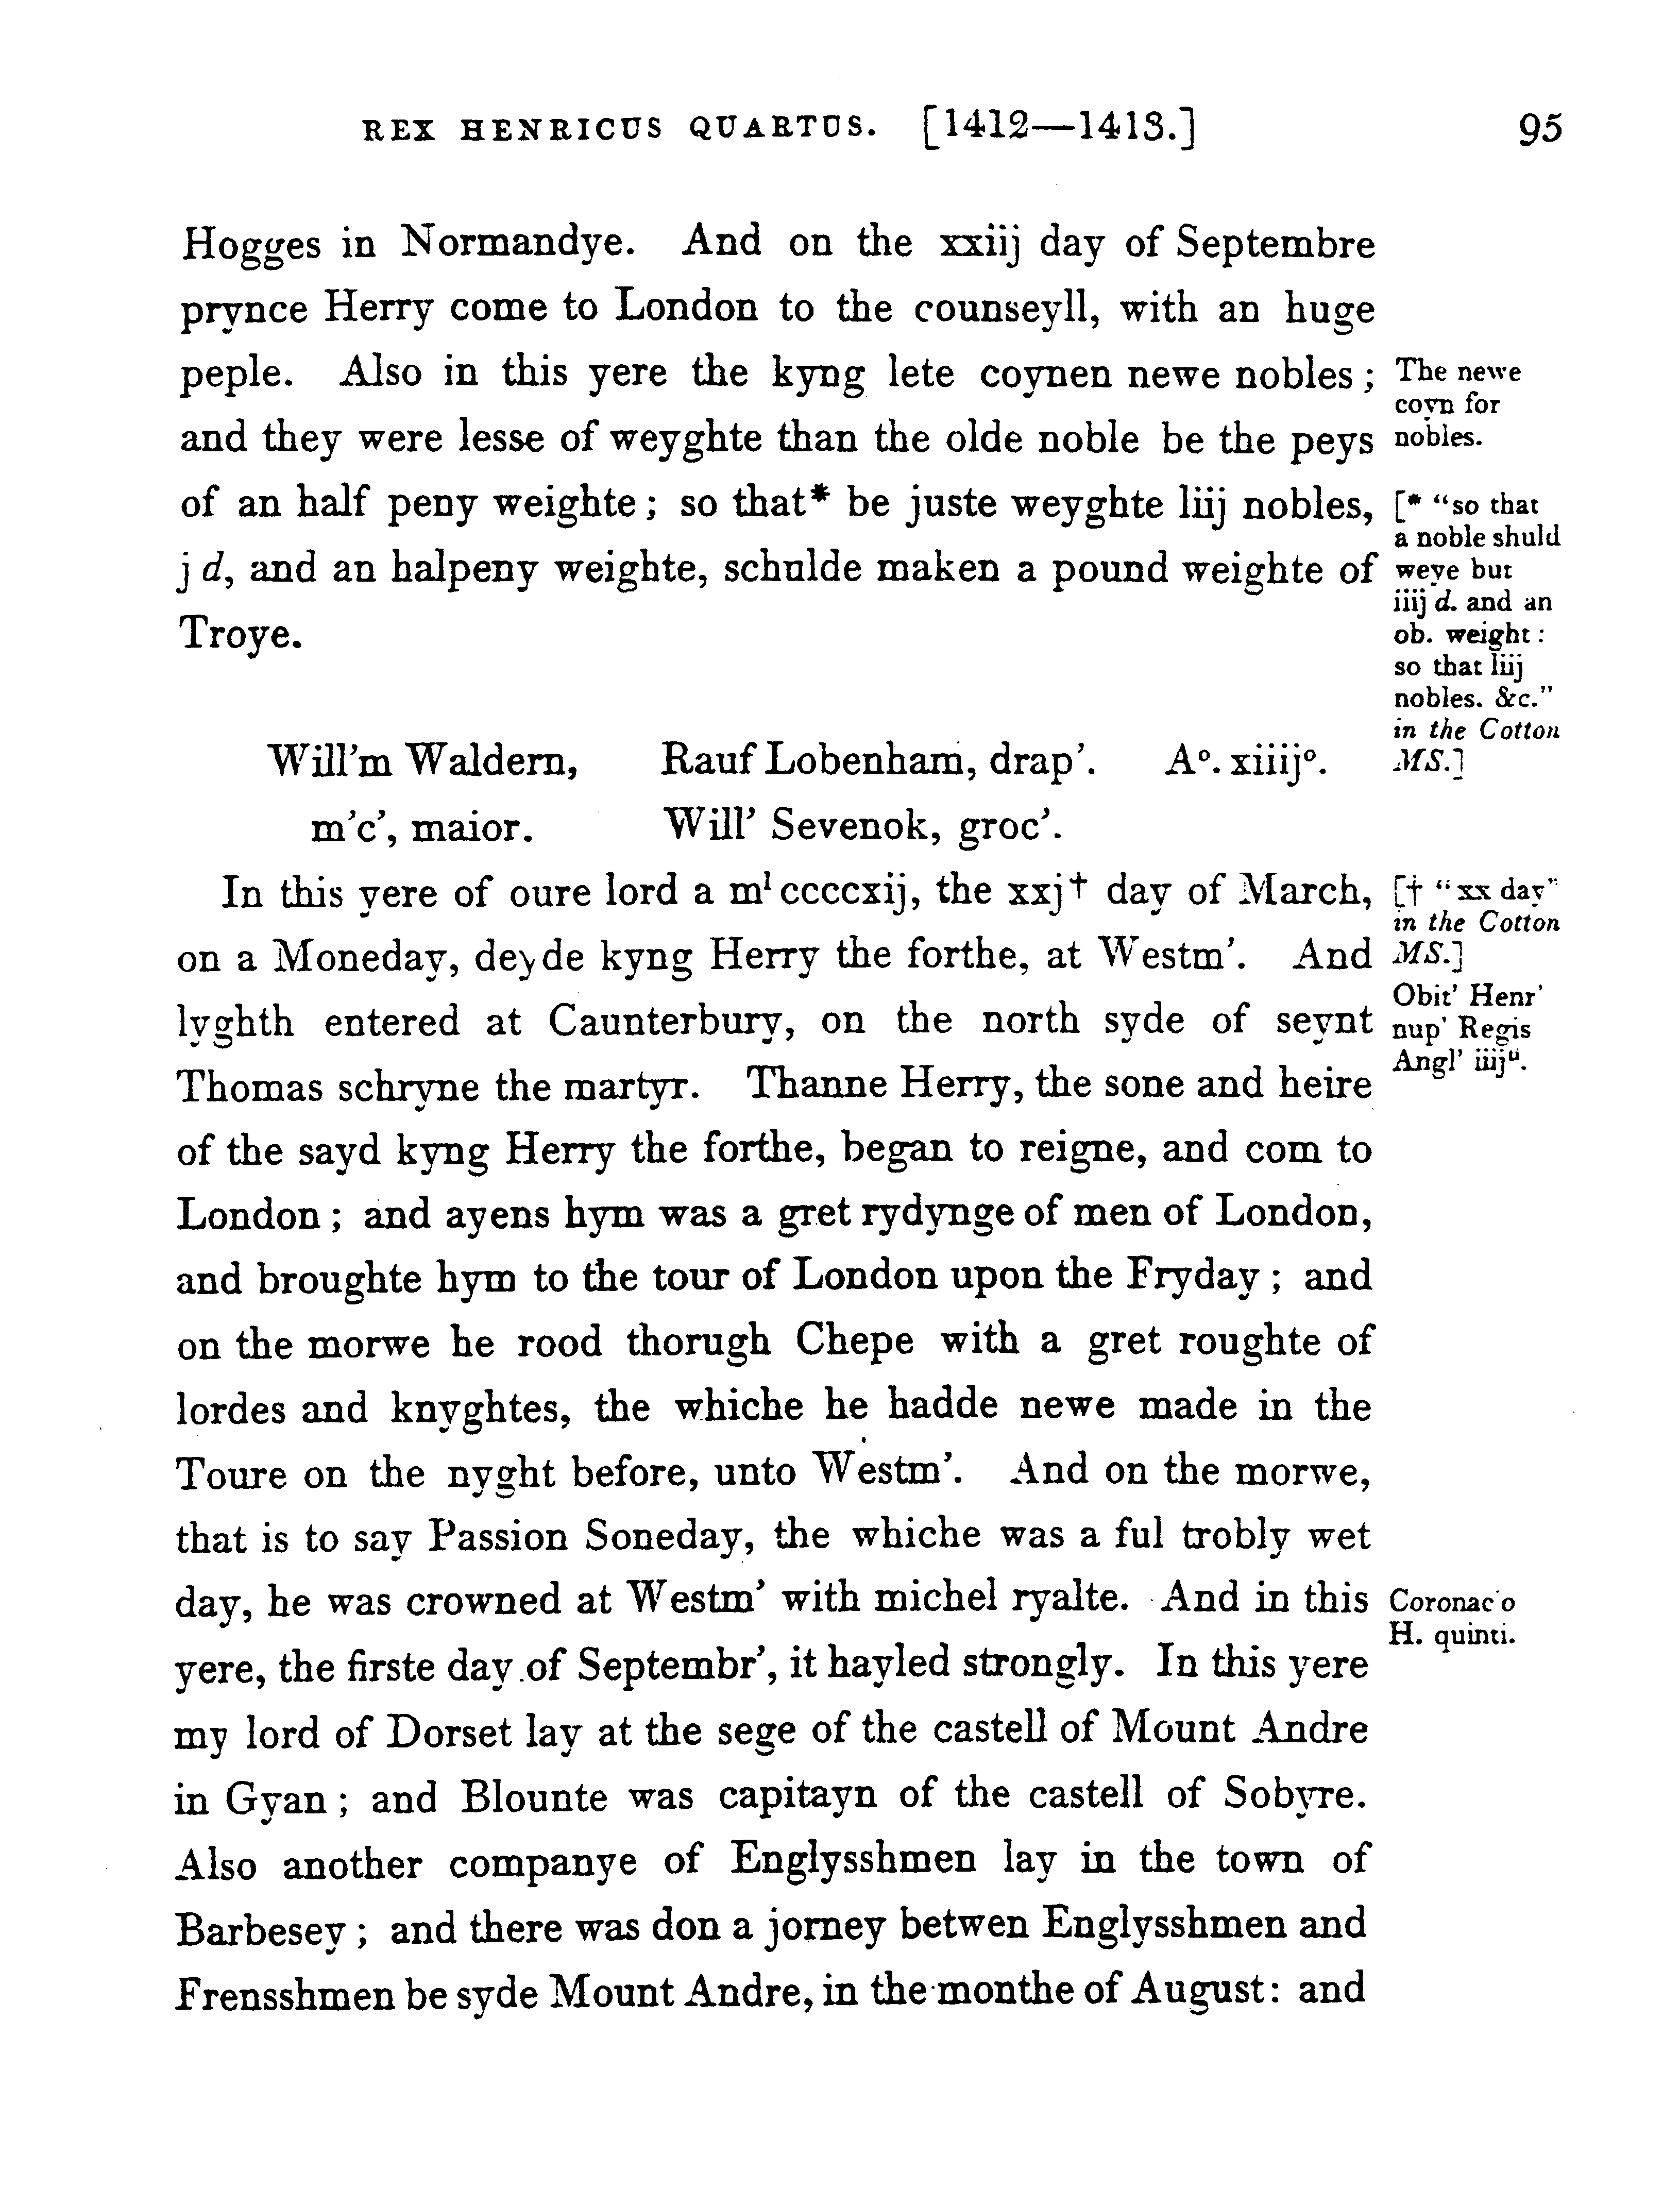 REX HENRICUS QUARTUS. [1412—1413.] 95
Hogges in Normandye. And on the xxiij day of Septembre
prynce Herry come to London to the counseyll, with an huge
peple. Also in this yere the kyng lete coynen newe nobles;
and they were lesse of weyghte than the olde noble be the peys
of an half peny weighte; so that* be juste weyghte liij nobles,
j d, and an halpeny weighte, schulde maken a pound weighte of
Troye.
The newe
coyn for
nobles.
[* “so that
a noble shuld
weye but
iiij d. and an
ob. weight:
so that liij
nobles. &c.”
in the Cotton
MS.]
Will'm Waldern, Rauf Lobenham, drap'. Aº. xiiijº.
m'c', maior. Will' Sevenok, groc'.
In this yere of oure lord a mˡ ccccxij, the xxj† day of March,
on a Moneday, deyde kyng Herry the forthe, at Westm'. And
lyghth entered at Caunterbury, on the north syde of seynt
Thomas schryne the martyr. Thanne Herry, the sone and heire
of the sayd kyng Herry the forthe, began to reigne, and com to
London; and ayens hym was a gret rydynge of men of London,
and broughte hym to the tour of London upon the Fryday; and
on the morwe he rood thorugh Chepe with a gret roughte of
lordes and knyghtes, the whiche he hadde newe made in the
Toure on the nyght before, unto Westm'. And on the morwe,
that is to say Passion Soneday, the whiche was a ful trobly wet
day, he was crowned at Westm' with michel ryalte. And in this
yere, the firste day of Septembr', it hayled strongly. In this yere
my lord of Dorset lay at the sege of the castell of Mount Andre
in Gyan; and Blounte was capitayn of the castell of Sobyre.
Also another companye of Englysshmen lay in the town of
Barbesey; and there was don a jorney betwen Englysshmen and
Frensshmen be syde Mount Andre, in the monthe of August: and
[† “xx day”
in the Cotton
MS.]
Obit' Henr'
nup' Regis
Angl' iiijᵘ.
Coronac'o
H. quinti.